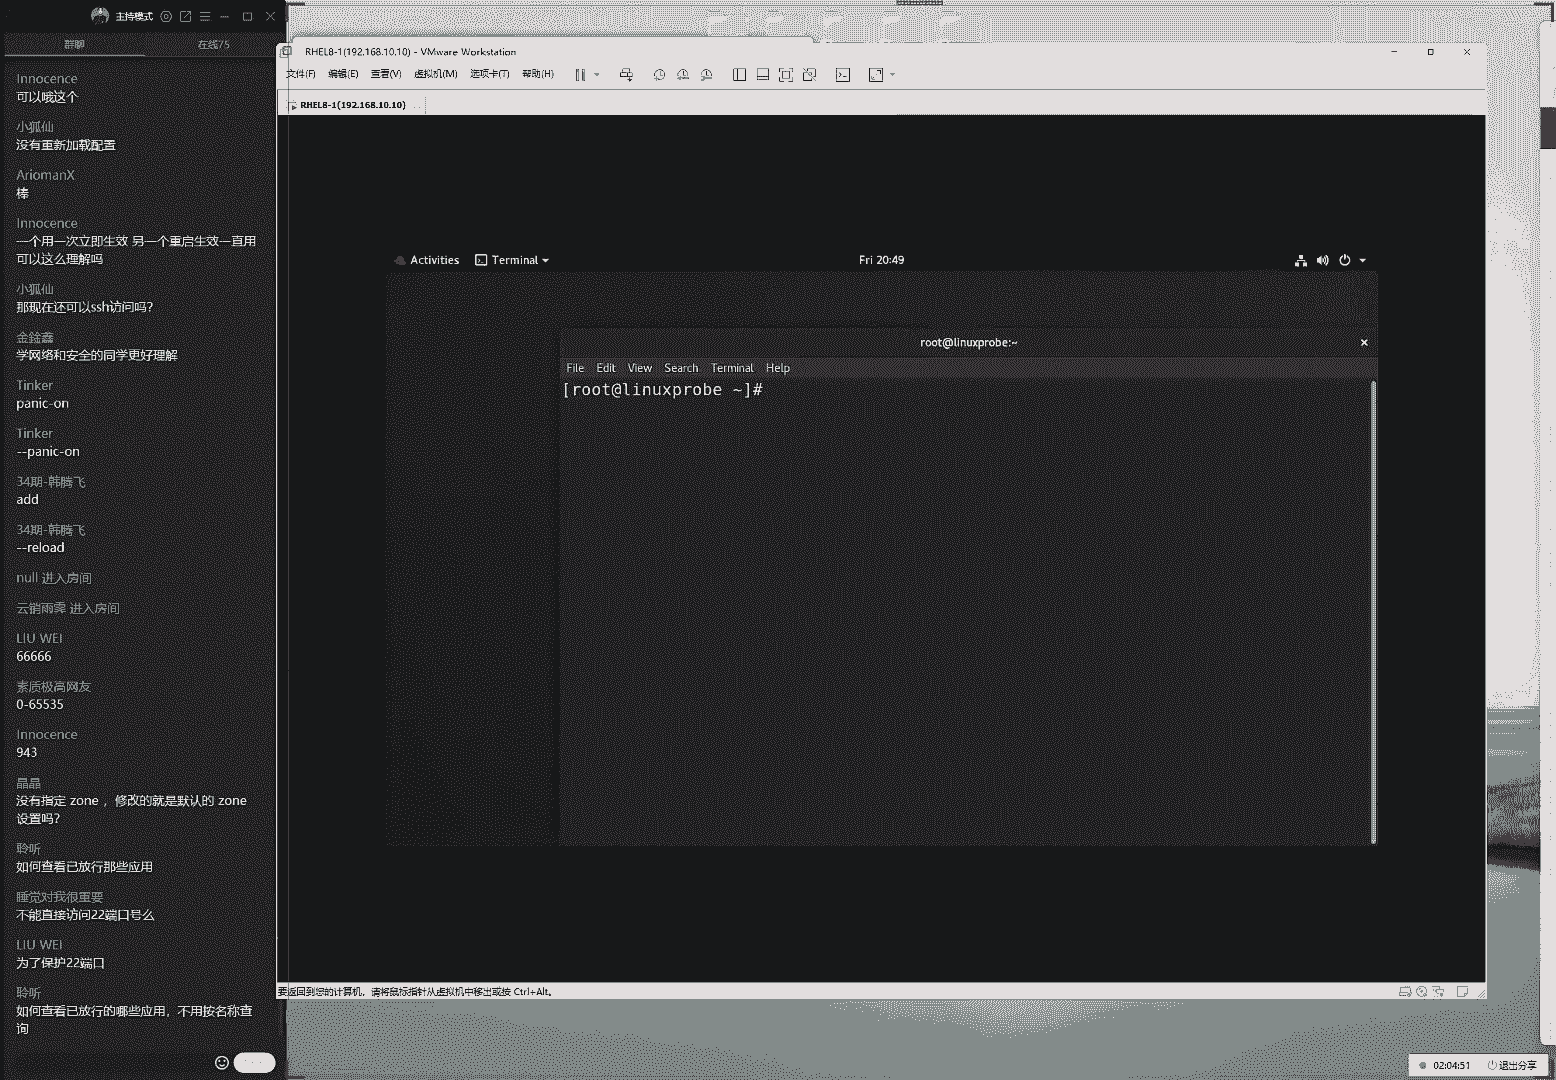 主持模式
群聊
在线75
Innocence
可以哦这个
小狐仙
没有重新加载配置
AriomanX
棒
Innocence
一个用一次立即生效 另一个重启生效一直用
可以这么理解吗
小狐仙
那现在还可以ssh访问吗?
金鍂鑫
学网络和安全的同学更好理解
Tinker
panic-on
Tinker
--panic-on
34期-韩腾飞
add
34期-韩腾飞
--reload
null 进入房间
云销雨霁 进入房间
LIU WEI
66666
素质极高网友
0-65535
Innocence
943
晶晶
没有指定 zone ，修改的就是默认的 zone
设置吗?
聆听
如何查看已放行那些应用
睡觉对我很重要
不能直接访问22端口号么
LIU WEI
为了保护22端口
聆听
如何查看已放行的哪些应用，不用按名称查
询
RHEL8-1(192.168.10.10) - VMware Workstation
文件(F) 编辑(E) 查看(V) 虚拟机(M) 选项卡(T) 帮助(H)
RHEL8-1(192.168.10.10)
Activities Terminal Fri 20:49
root@linuxprobe:~
File Edit View Search Terminal Help
[root@linuxprobe ~]#
要返回到您的计算机，请将鼠标指针从虚拟机中移出或按 Ctrl+Alt。
02:04:51 退出分享